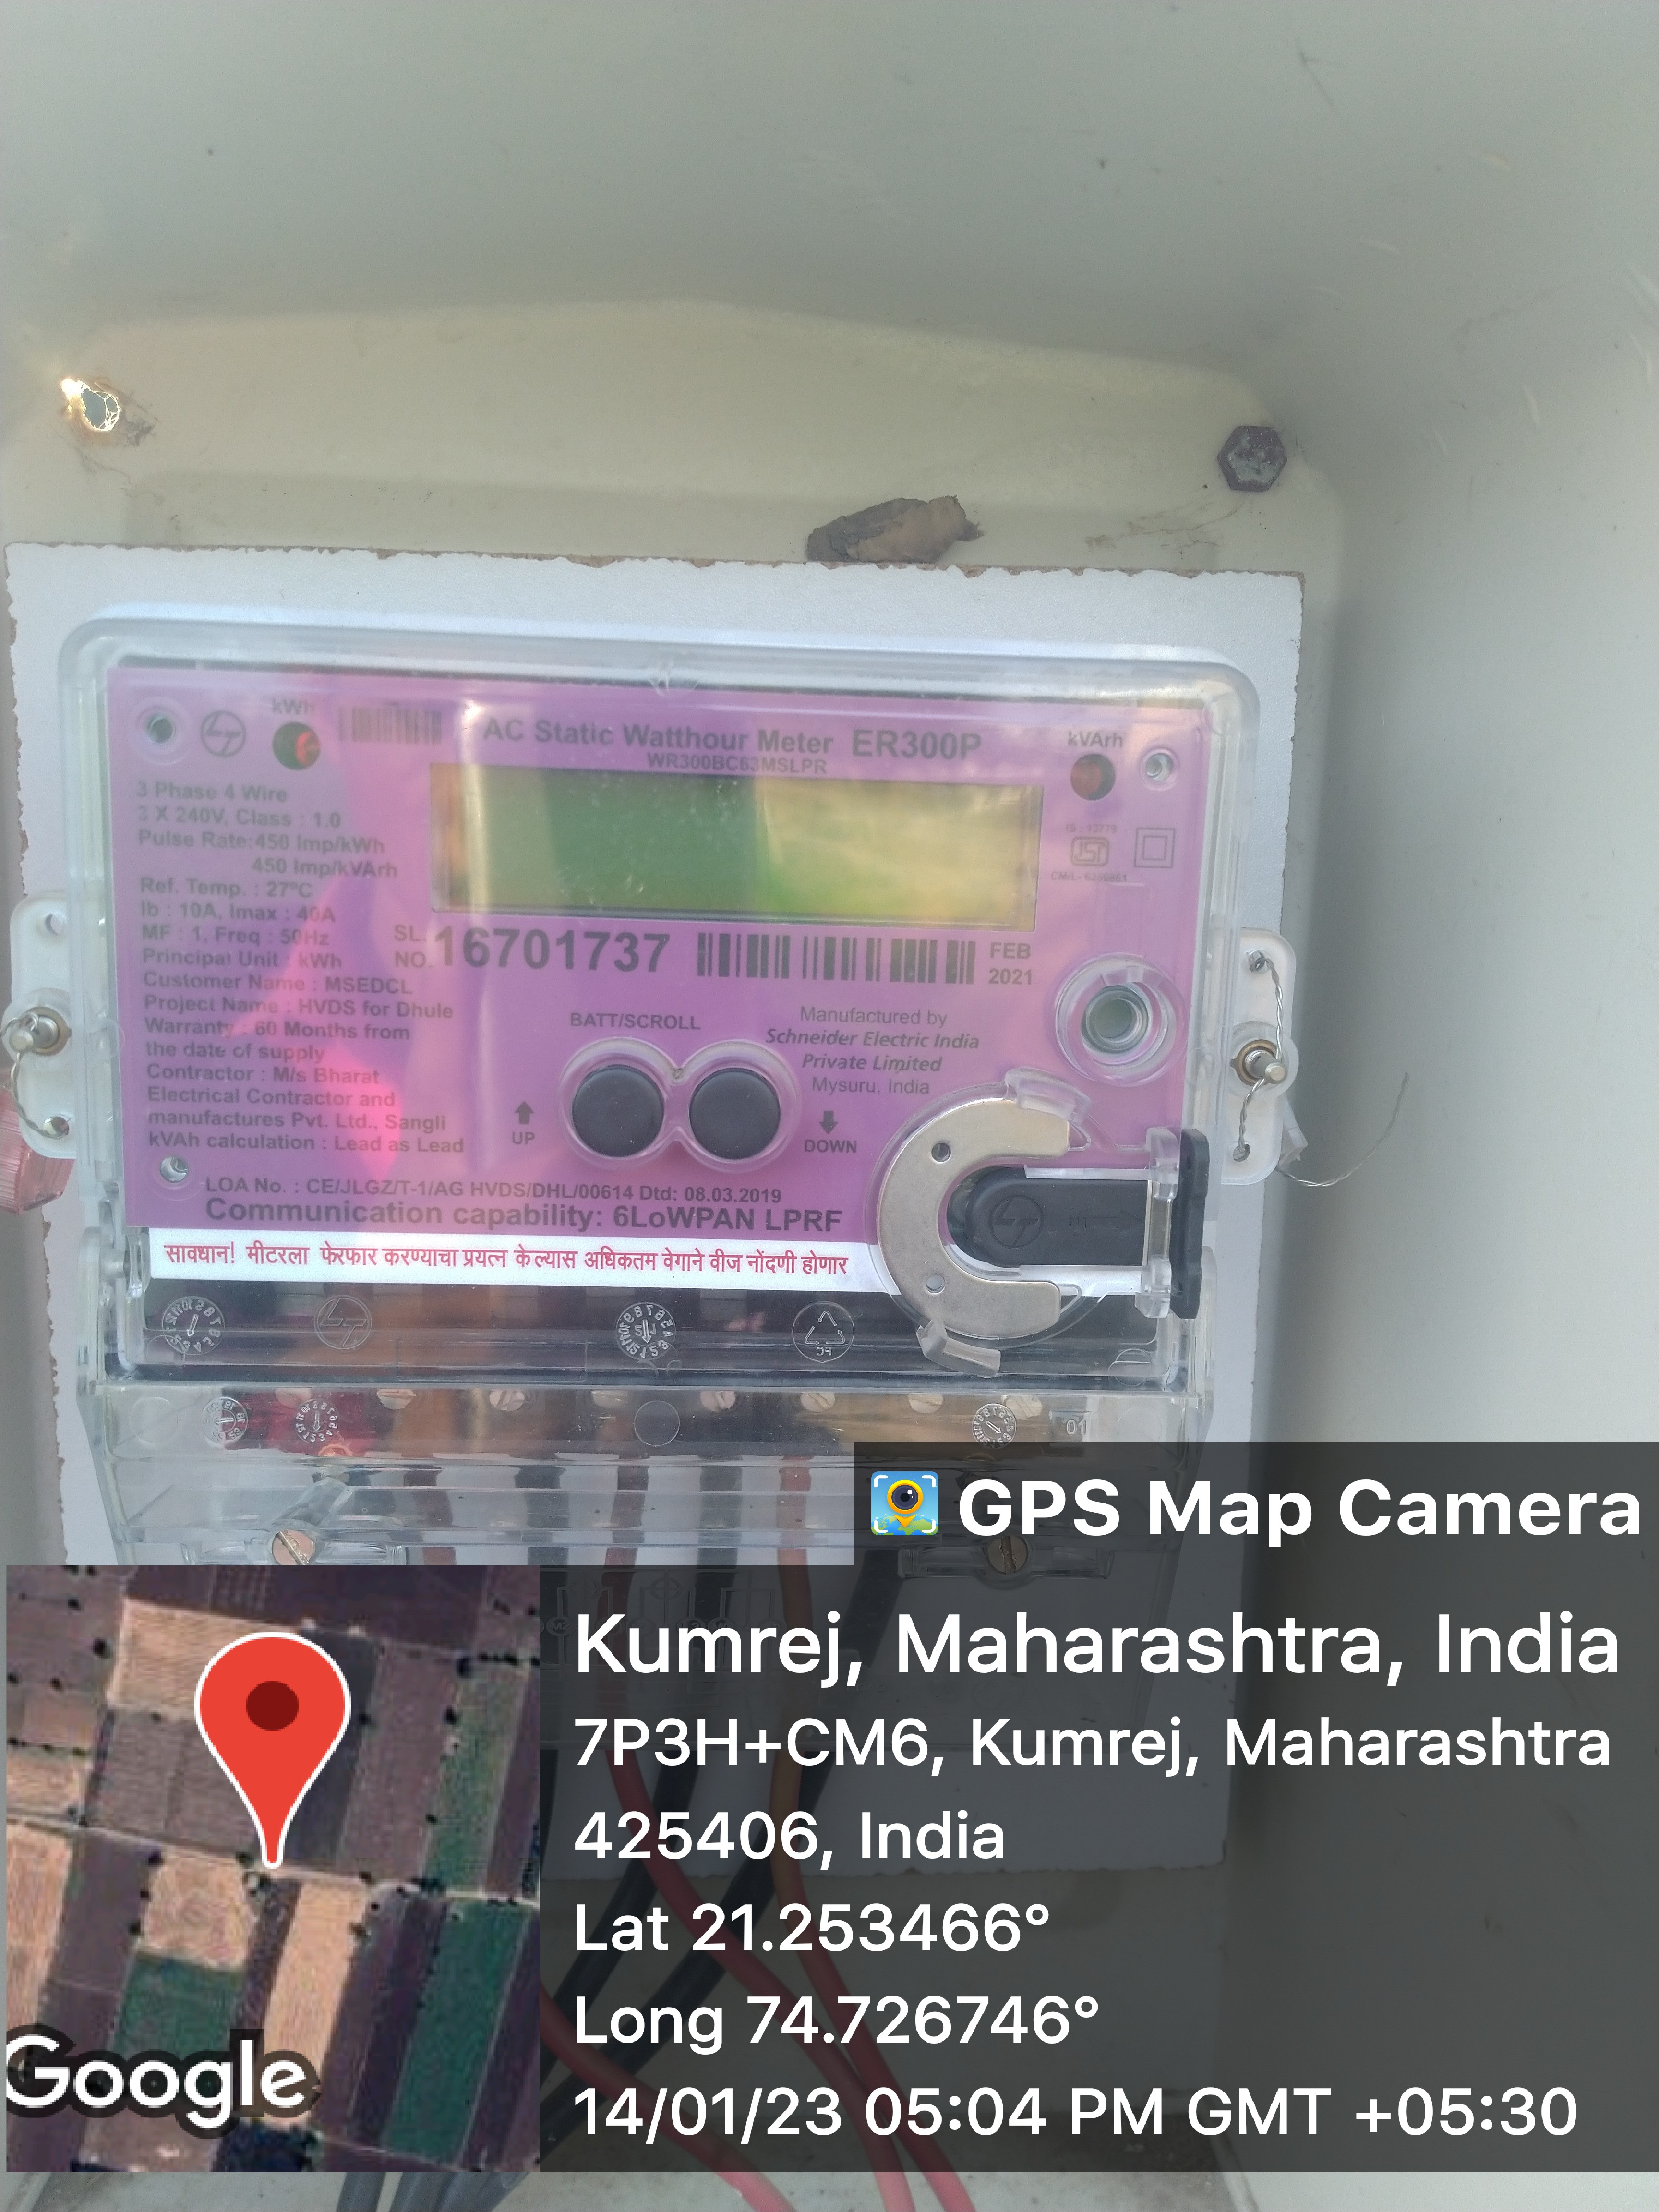 kWh
AC Static Watthour Meter ER300P
WR300BC63MSLPR
kVArh
3 Phase 4 Wire
3 X 240V, Class : 1.0
Pulse Rate:450 Imp/kWh
450 Imp/kVArh
Ref. Temp. : 27°C
Ib : 10A, Imax : 40A
MF : 1, Freq : 50Hz
Principal Unit : kWh
Customer Name : MSEDCL
Project Name : HVDS for Dhule
Warranty : 60 Months from
the date of supply
Contractor : M/s Bharat
Electrical Contractor and
manufactures Pvt. Ltd., Sangli
kVAh calculation : Lead as Lead
IS : 13779
SL.
NO. 16701737
FEB
2021
BATT/SCROLL
UP
DOWN
Manufactured by
Schneider Electric India
Private Limited
Mysuru, India
LOA No. : CE/JLGZ/T-1/AG HVDS/DHL/00614 Dtd: 08.03.2019
Communication capability: 6LoWPAN LPRF
सावधान! मीटरला फेरफार करण्याचा प्रयत्न केल्यास अधिकतम वेगाने वीज नोंदणी होणार
LT
PC
01
GPS Map Camera
Kumrej, Maharashtra, India
7P3H+CM6, Kumrej, Maharashtra
425406, India
Lat 21.253466°
Long 74.726746°
14/01/23 05:04 PM GMT +05:30
Google